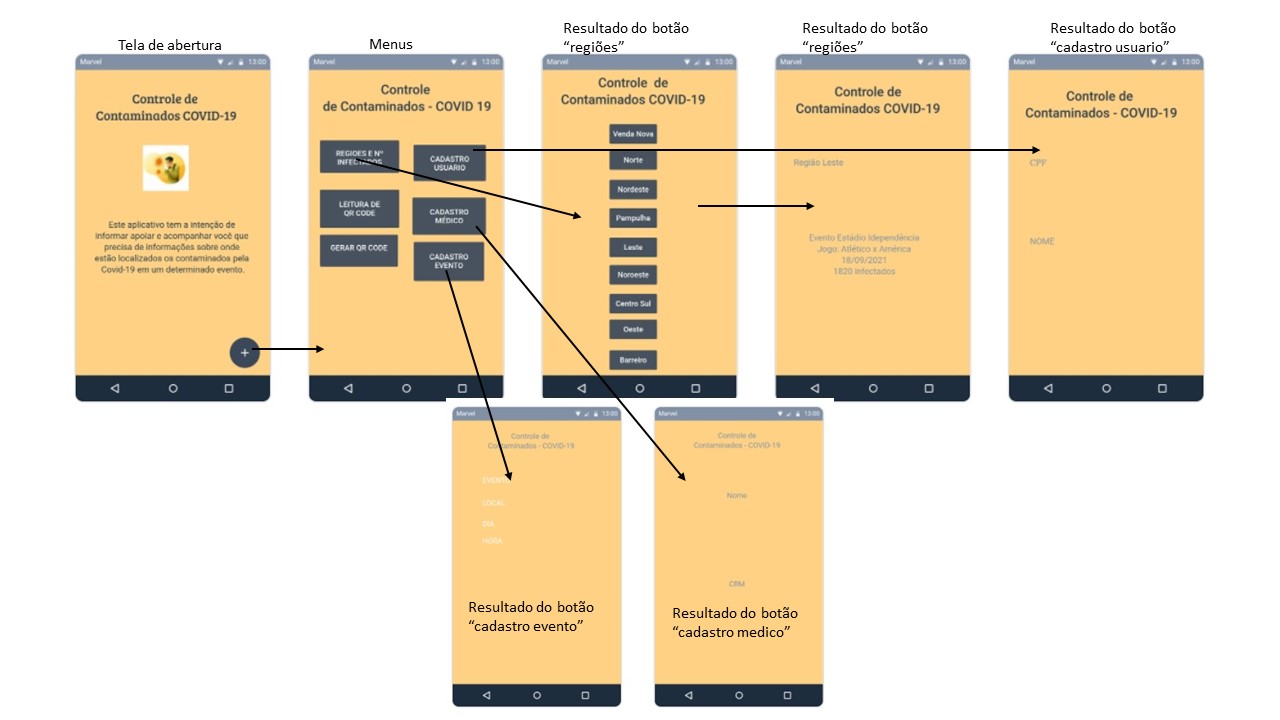 Tela de abertura
Marvel
13:00
Controle de
Contaminados COVID-19
Este aplicativo tem a intenção de
informar apoiar e acompanhar você que
precisa de informações sobre onde
estão localizados os contaminados pela
Covid-19 em um determinado evento.
+
Menus
Marvel
13:00
Controle
de Contaminados - COVID 19
REGIOES E Nº
INFECTADOS
CADASTRO
USUARIO
LEITURA DE
QR CODE
CADASTRO
MÉDICO
GERAR QR CODE
CADASTRO
EVENTO
Resultado do botão
“regiões”
Marvel
13:00
Controle de
Contaminados COVID-19
Venda Nova
Norte
Nordeste
Pampulha
Leste
Noroeste
Centro Sul
Oeste
Barreiro
Resultado do botão
“regiões”
Marvel
13:00
Controle de
Contaminados COVID-19
Região Leste
Evento Estádio Idependência
Jogo: Atlético x América
18/09/2021
1820 Infectados
Resultado do botão
“cadastro usuario”
Marvel
13:00
Controle de
Contaminados - COVID-19
CPF
NOME
Marvel
13:00
Controle de
Contaminados - COVID-19
EVENTO
LOCAL
DIA
HORA
Resultado do botão
“cadastro evento”
Marvel
13:00
Controle de
Contaminados - COVID-19
Nome
CRM
Resultado do botão
“cadastro medico”